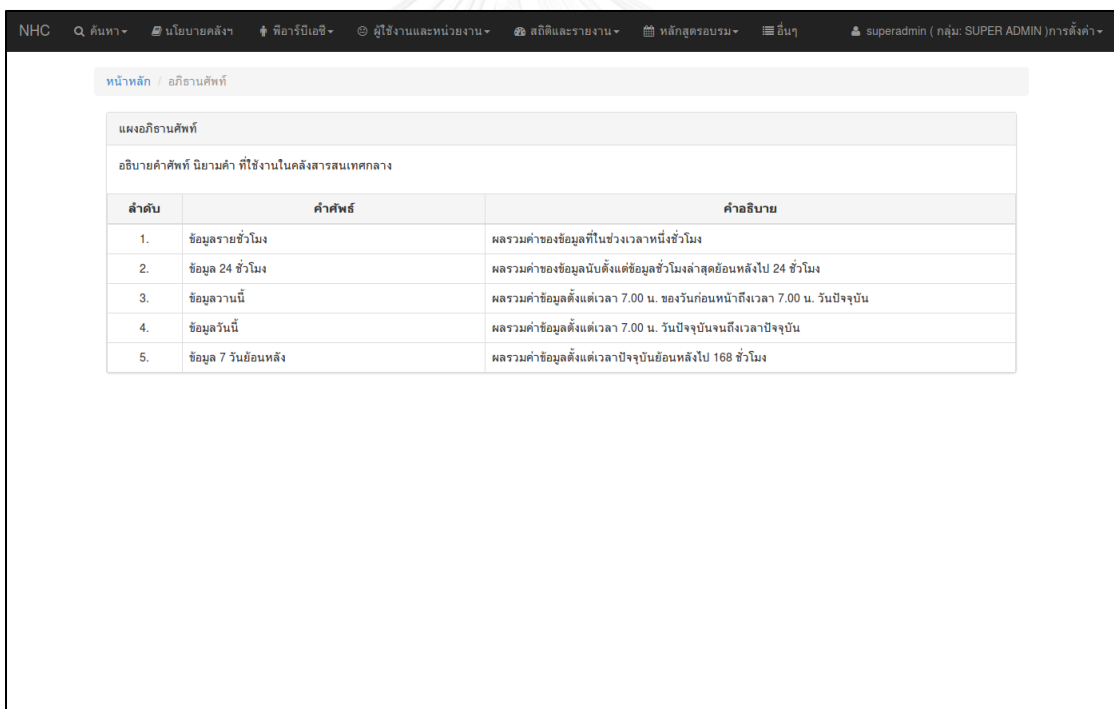 NHC ค้นหา นโยบายคลังฯ พีอาร์บีเอซี ผู้ใช้งานและหน่วยงาน สถิติและรายงาน หลักสูตรอบรม อื่นๆ superadmin ( กลุ่ม: SUPER ADMIN )การตั้งค่า
หน้าหลัก / อภิธานศัพท์
แผงอภิธานศัพท์
อธิบายคำศัพท์ นิยามคำ ที่ใช้งานในคลังสารสนเทศกลาง
ลำดับ คำศัพธ์ คำอธิบาย
1. ข้อมูลรายชั่วโมง ผลรวมค่าของข้อมูลที่ในช่วงเวลาหนึ่งชั่วโมง
2. ข้อมูล 24 ชั่วโมง ผลรวมค่าของข้อมูลนับตั้งแต่ข้อมูลชั่วโมงล่าสุดย้อนหลังไป 24 ชั่วโมง
3. ข้อมูลวานนี้ ผลรวมค่าข้อมูลตั้งแต่เวลา 7.00 น. ของวันก่อนหน้าถึงเวลา 7.00 น. วันปัจจุบัน
4. ข้อมูลวันนี้ ผลรวมค่าข้อมูลตั้งแต่เวลา 7.00 น. วันปัจจุบันจนถึงเวลาปัจจุบัน
5. ข้อมูล 7 วันย้อนหลัง ผลรวมค่าข้อมูลตั้งแต่เวลาปัจจุบันย้อนหลังไป 168 ชั่วโมง